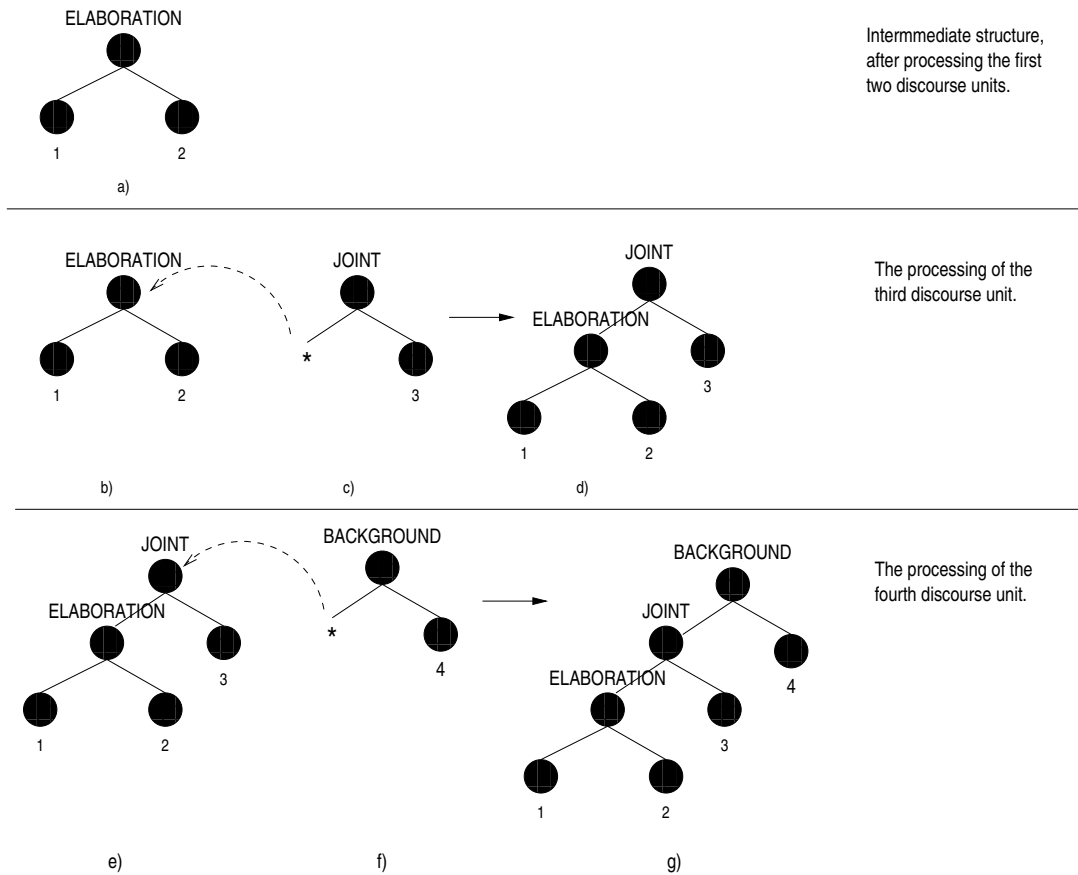 ELABORATION
1
2
a)
Intermmediate structure,
after processing the first
two discourse units.
ELABORATION
1
2
b)
JOINT
*
3
c)
JOINT
ELABORATION
3
1
2
d)
The processing of the
third discourse unit.
JOINT
ELABORATION
3
1
2
e)
BACKGROUND
*
4
f)
BACKGROUND
JOINT
4
ELABORATION
3
1
2
g)
The processing of the
fourth discourse unit.